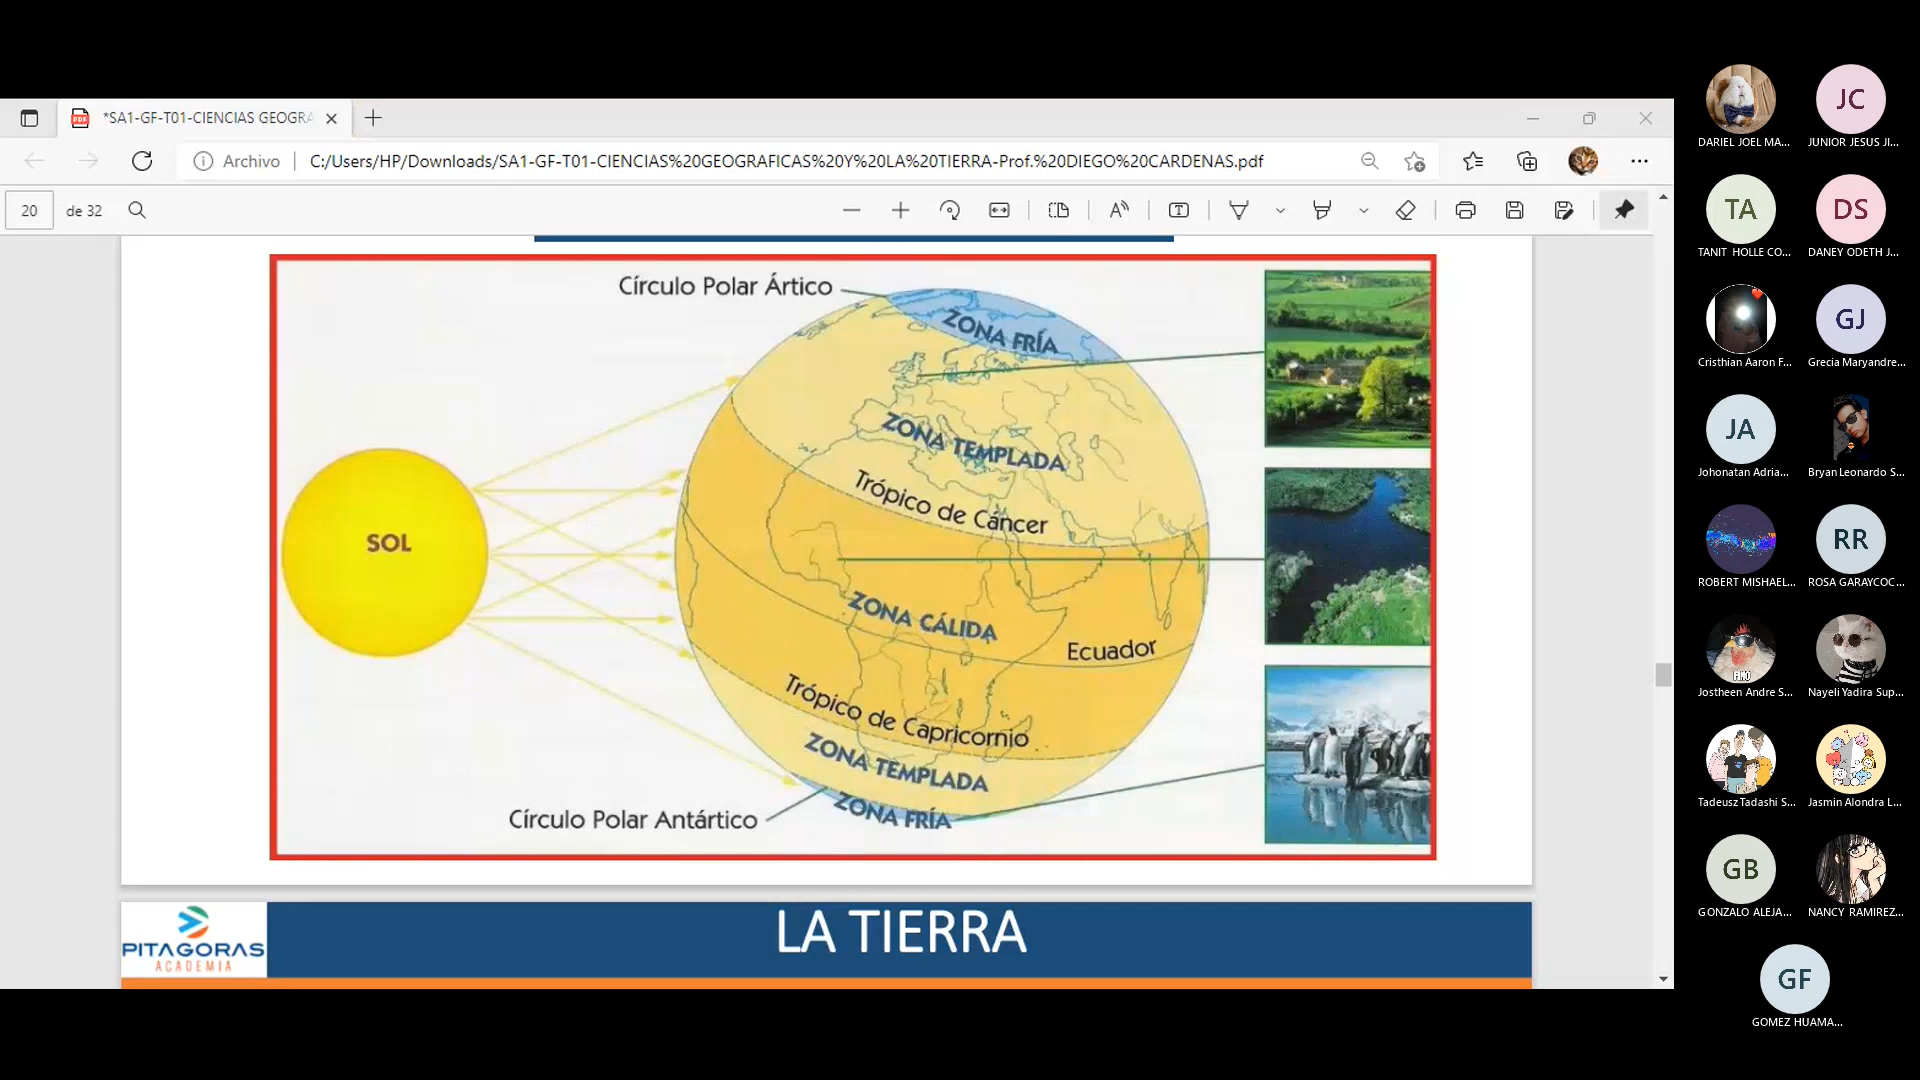 *SA1-GF-T01-CIENCIAS GEOGRA
Archivo
C:/Users/HP/Downloads/SA1-GF-T01-CIENCIAS%20GEOGRAFICAS%20Y%20LA%20TIERRA-Prof.%20DIEGO%20CARDENAS.pdf
20 de 32
Círculo Polar Ártico
ZONA FRÍA
ZONA TEMPLADA
Trópico de Cáncer
SOL
ZONA CÁLIDA
Ecuador
Trópico de Capricornio
ZONA TEMPLADA
ZONA FRÍA
Círculo Polar Antártico
PITAGORAS
ACADEMIA
LA TIERRA
JC
DARIEL JOEL MA...
JUNIOR JESUS JI...
TA
DS
TANIT HOLLE CO...
DANEY ODETH J...
GJ
Cristhian Aaron F...
Grecia Maryandre...
JA
Johonatan Adria...
Bryan Leonardo S...
RR
ROBERT MISHAEL...
ROSA GARAYCOC...
FINO
Jostheen Andre S...
Nayeli Yadira Sup...
Tadeusz Tadashi S...
Jasmin Alondra L...
GB
GONZALO ALEJA...
NANCY RAMIREZ...
GF
GOMEZ HUAMA...